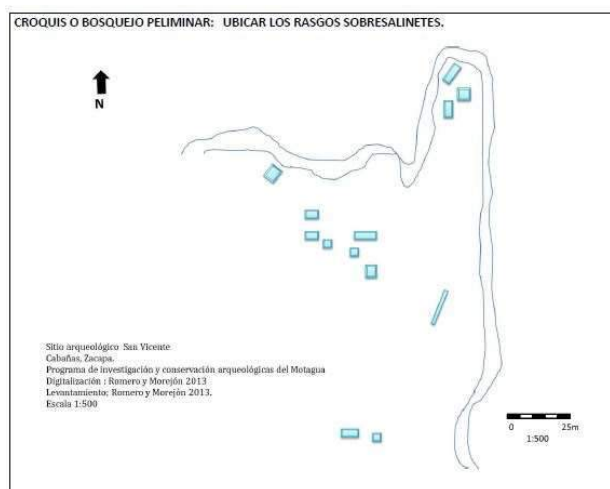 CROQUIS O BOSQUEJO PELIMINAR: UBICAR LOS RASGOS SOBRESALINETES.
N
Sitio arqueológico San Vicente
Cabañas, Zacapa.
Programa de investigación y conservación arqueológicas del Motagua
Digitalización : Romero y Morejón 2013
Levantamiento; Romero y Morejón 2013.
Escala 1:500
0 25m
1:500